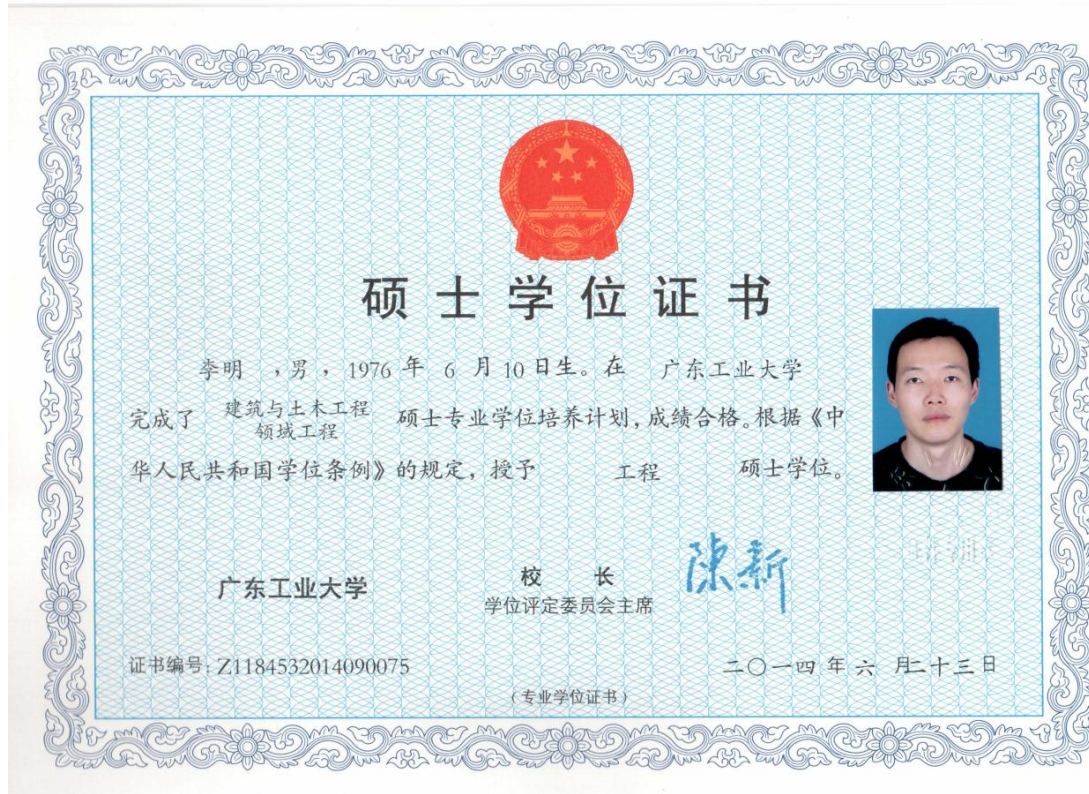 硕士学位证书
李明 ,男, 1976 年 6 月 10 日生。在 广东工业大学
完成了 建筑与土木工程领域工程 硕士专业学位培养计划,成绩合格。根据《中
华人民共和国学位条例》的规定,授予 工程 硕士学位。
广东工业大学
校 长
学位评定委员会主席
陈新
证书编号:Z1184532014090075
二〇一四 年 六 月二十三日
(专业学位证书)